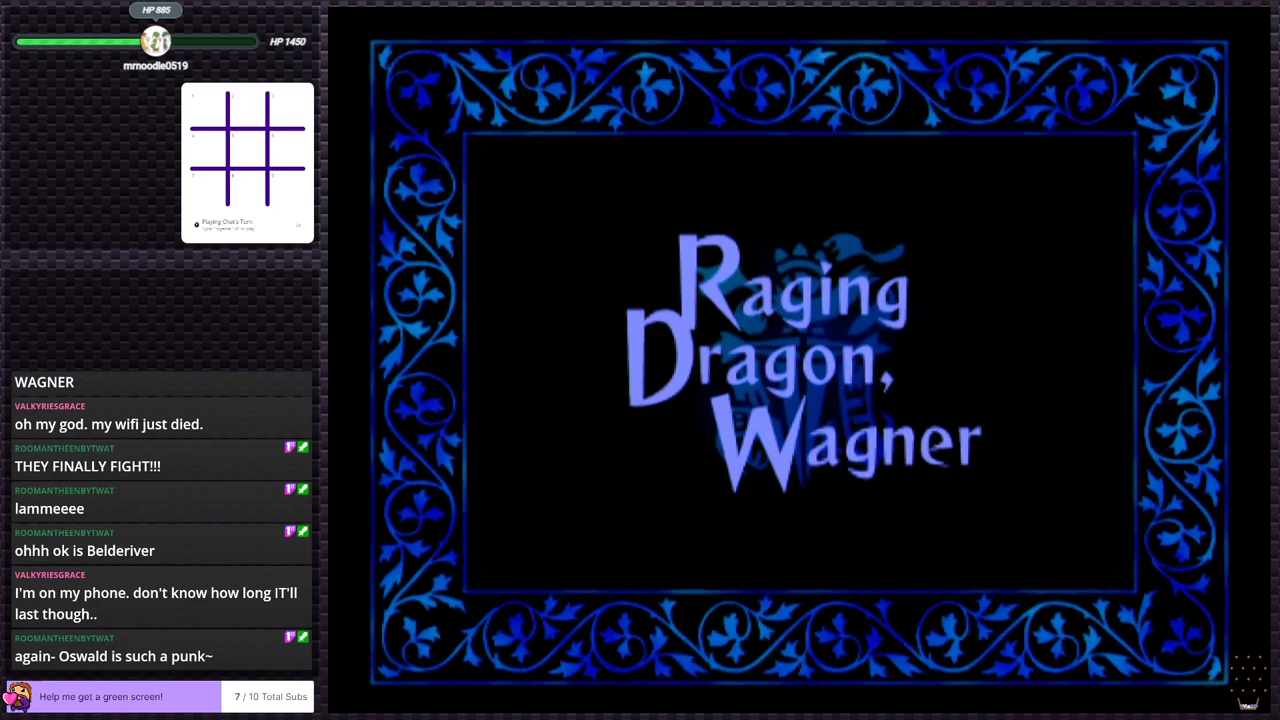 HP 885
HP 1450
mmoodle0519
Playing Chat's Turn
WAGNER
VALKYRIESGRACE
oh my god. my wifi just died.
ROOMANTHEENBYTWAT
THEY FINALLY FIGHT!!!
ROOMANTHEENBYTWAT
lammeeee
ROOMANTHEENBYTWAT
ohhh ok is Belderiver
VALKYRIESGRACE
I'm on my phone. don't know how long IT'll
last though..
ROOMANTHEENBYTWAT
again- Oswald is such a punk~
Help me get a green screen!
7 / 10 Total Subs
Raging
Dragon,
Wagner